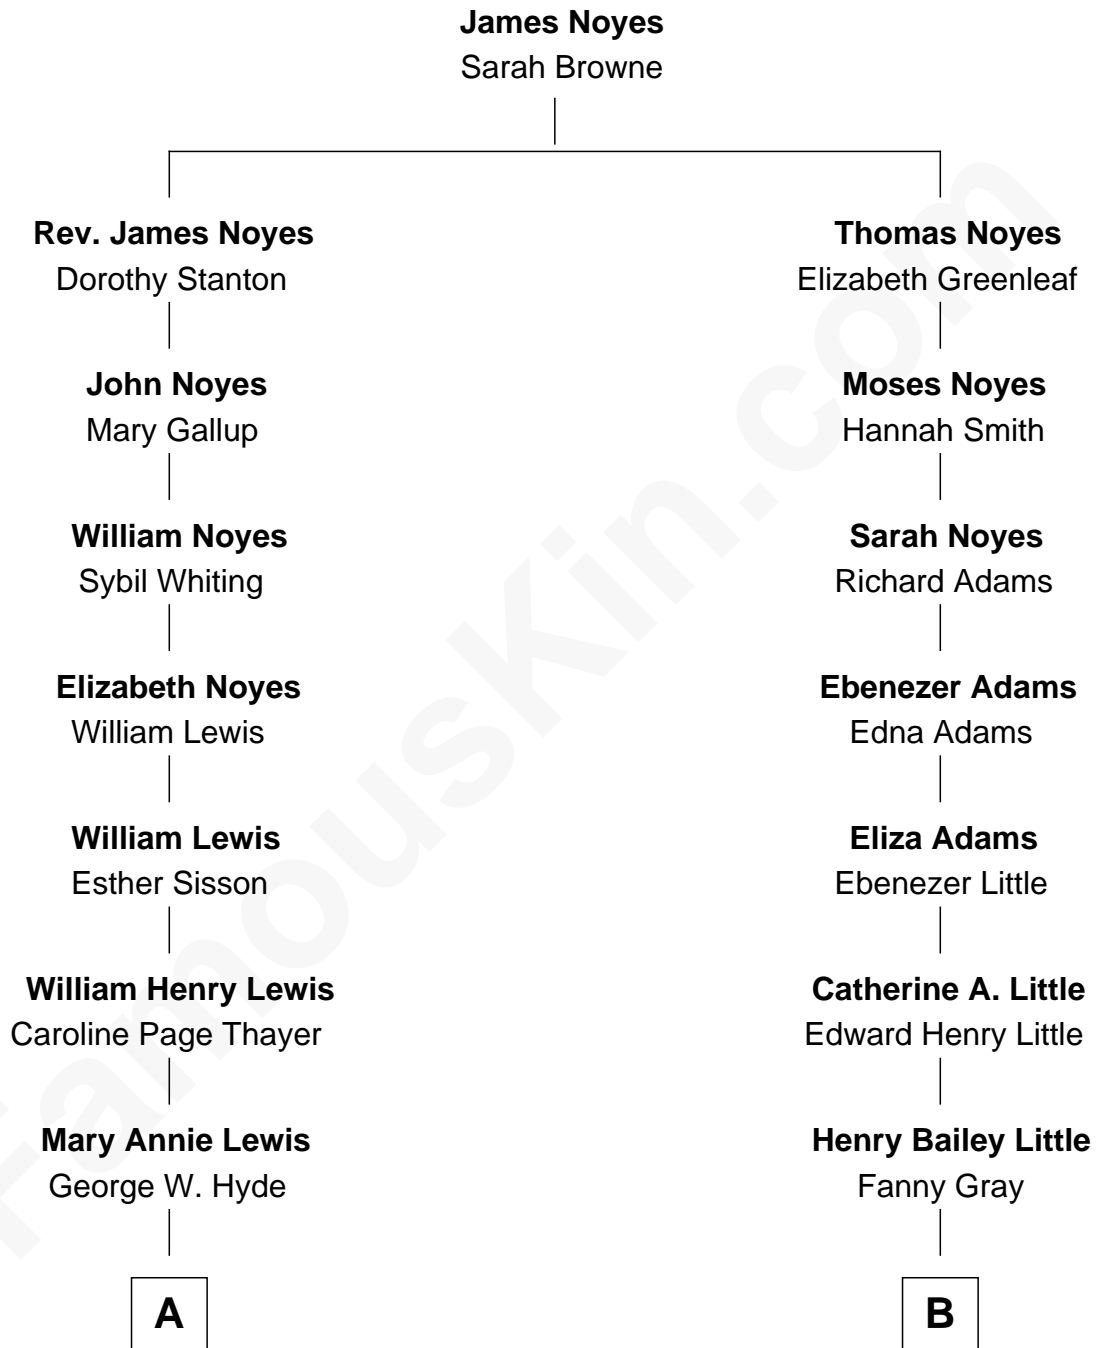 James Noyes
Sarah Browne
Rev. James Noyes
Dorothy Stanton
Thomas Noyes
Elizabeth Greenleaf
John Noyes
Mary Gallup
Moses Noyes
Hannah Smith
William Noyes
Sybil Whiting
Sarah Noyes
Richard Adams
Elizabeth Noyes
William Lewis
Ebenezer Adams
Edna Adams
William Lewis
Esther Sisson
Eliza Adams
Ebenezer Little
William Henry Lewis
Caroline Page Thayer
Catherine A. Little
Edward Henry Little
Mary Annie Lewis
George W. Hyde
Henry Bailey Little
Fanny Gray
A
B
FamousKin.com